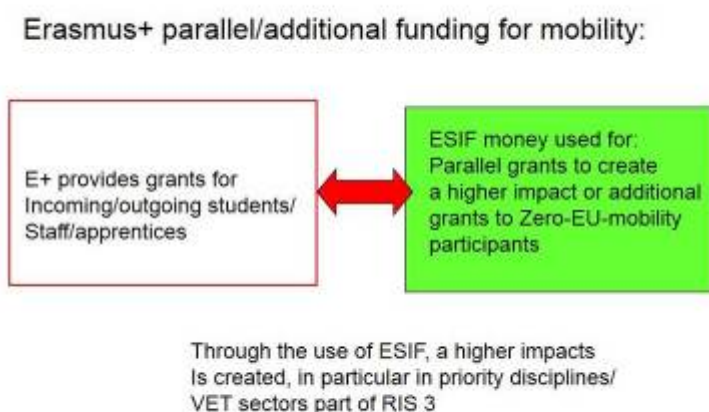 Erasmus+ parallel/additional funding for mobility:
E+ provides grants for
Incoming/outgoing students/
Staff/apprentices
ESIF money used for:
Parallel grants to create
a higher impact or additional
grants to Zero-EU-mobility
participants
Through the use of ESIF, a higher impacts
Is created, in particular in priority disciplines/
VET sectors part of RIS 3